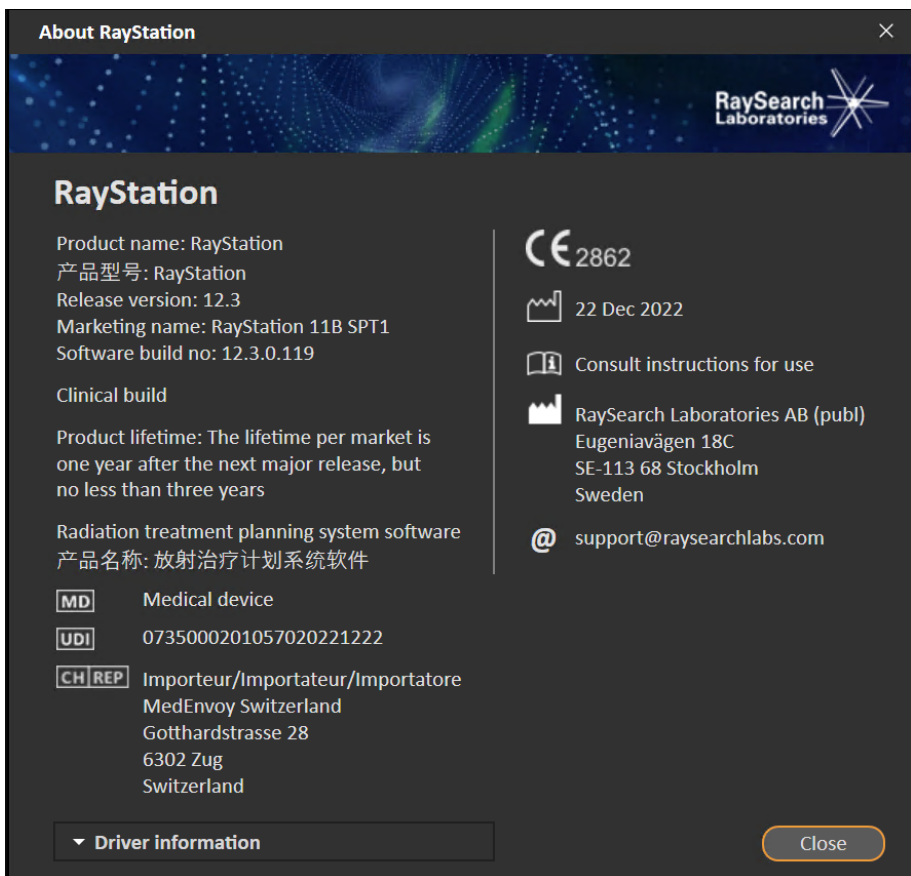 About RayStation
RaySearch
Laboratories
RayStation
Product name: RayStation
产品型号: RayStation
Release version: 12.3
Marketing name: RayStation 11B SPT1
Software build no: 12.3.0.119
Clinical build
Product lifetime: The lifetime per market is
one year after the next major release, but
no less than three years
Radiation treatment planning system software
产品名称: 放射治疗计划系统软件
MD Medical device
UDI 0735000201057020221222
CH REP Importeur/Importateur/Importatore
MedEnvoy Switzerland
Gotthardstrasse 28
6302 Zug
Switzerland
CE 2862
22 Dec 2022
Consult instructions for use
RaySearch Laboratories AB (publ)
Eugeniavägen 18C
SE-113 68 Stockholm
Sweden
@ support@raysearchlabs.com
Driver information
Close